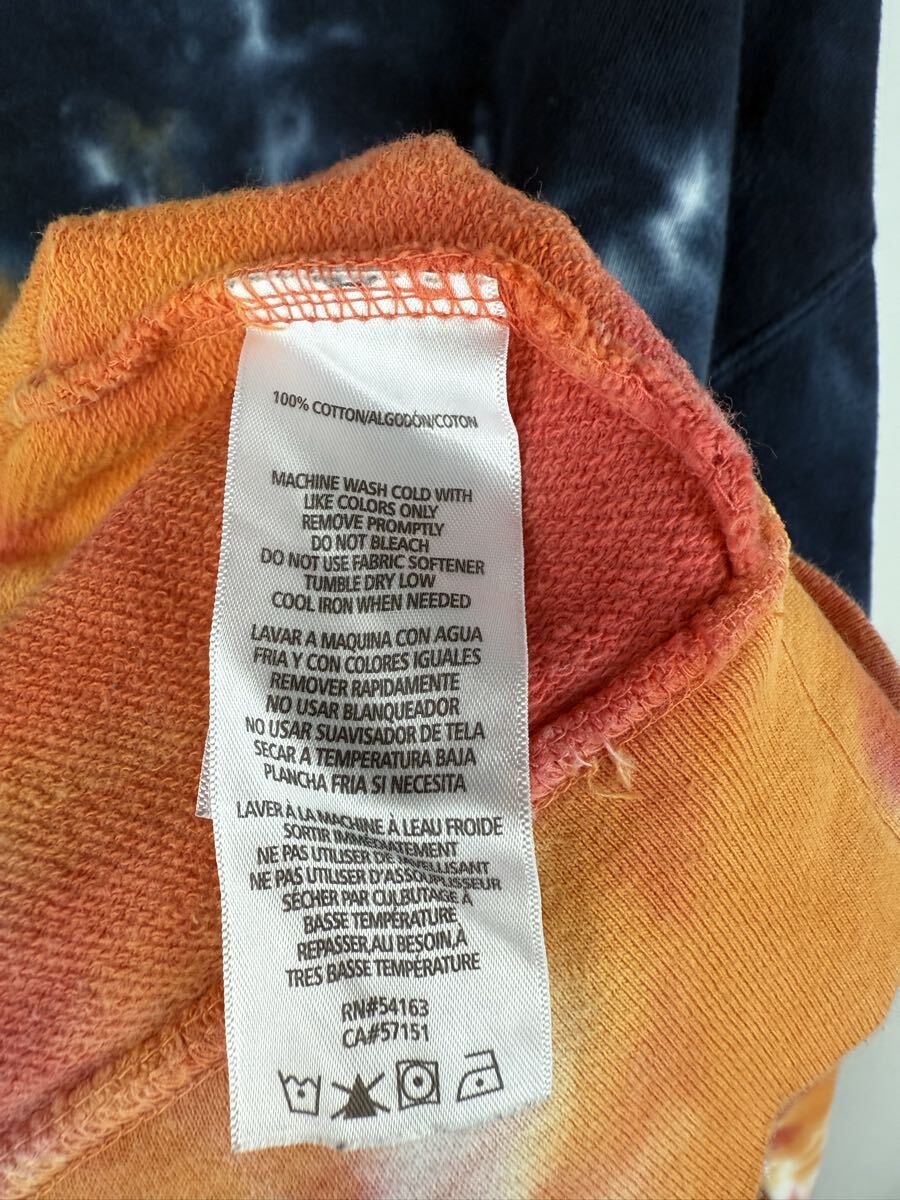 100% COTTON/ALGODÓN/COTON
MACHINE WASH COLD WITH
LIKE COLORS ONLY
REMOVE PROMPTLY
DO NOT BLEACH
DO NOT USE FABRIC SOFTENER
TUMBLE DRY LOW
COOL IRON WHEN NEEDED
LAVAR A MAQUINA CON AGUA
FRIA Y CON COLORES IGUALES
REMOVER RAPIDAMENTE
NO USAR BLANQUEADOR
NO USAR SUAVISADOR DE TELA
SECAR A TEMPERATURA BAJA
PLANCHA FRIA SI NECESITA
LAVER À LA MACHINE À LEAU FROIDE
SORTIR IMMÉDIATEMENT
NE PAS UTILISER DE
NE PAS UTILISER D'ASSOUPLISSEUR
SÉCHER PAR CULBUTAGE À
BASSE TEMPÉRATURE
REPASSER,AU BESOIN,À
TRES BASSE TEMPÉRATURE
RN#54163
CA#57151